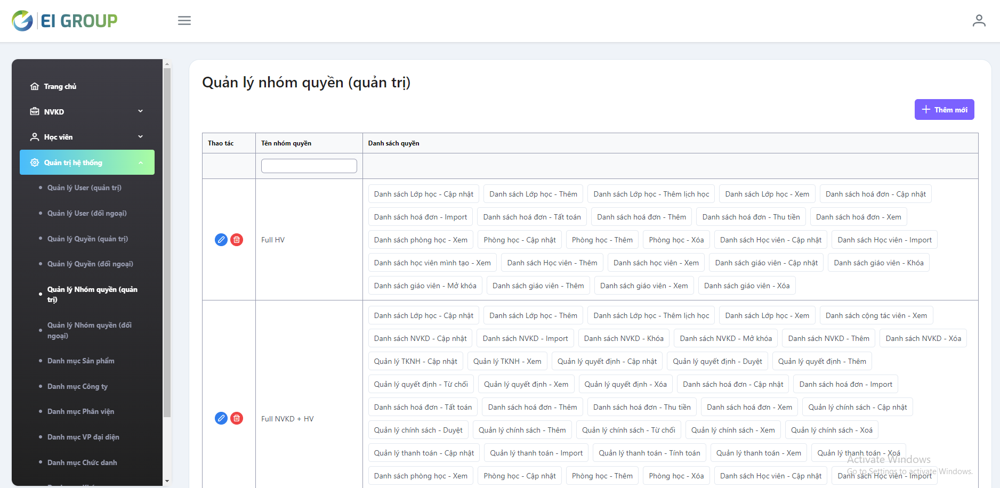 EI GROUP
Trang chủ
NVKD
Học viên
Quản trị hệ thống
Quản lý User (quản trị)
Quản lý User (đối ngoại)
Quản lý Quyền (quản trị)
Quản lý Quyền (đối ngoại)
Quản lý Nhóm quyền (quản
trị)
Quản lý Nhóm quyền (đối
ngoại)
Danh mục Sản phẩm
Danh mục Công ty
Danh mục Phân viện
Danh mục VP đại diện
Danh mục Chức danh
Quản lý nhóm quyền (quản trị)
Thêm mới
Thao tác Tên nhóm quyền Danh sách quyền
Full HV
Danh sách Lớp học - Cập nhật Danh sách Lớp học - Thêm Danh sách Lớp học - Thêm lịch học Danh sách Lớp học - Xem Danh sách hoá đơn - Cập nhật
Danh sách hoá đơn - Import Danh sách hoá đơn - Tất toán Danh sách hoá đơn - Thêm Danh sách hoá đơn - Thu tiền Danh sách hoá đơn - Xem
Danh sách phòng học - Xem Phòng học - Cập nhật Phòng học - Thêm Phòng học - Xóa Danh sách Học viên - Cập nhật Danh sách Học viên - Import
Danh sách học viên mình tạo - Xem Danh sách Học viên - Thêm Danh sách học viên - Xem Danh sách giáo viên - Cập nhật Danh sách giáo viên - Khóa
Danh sách giáo viên - Mở khóa Danh sách giáo viên - Thêm Danh sách giáo viên - Xem Danh sách giáo viên - Xóa
Full NVKD + HV
Danh sách Lớp học - Cập nhật Danh sách Lớp học - Thêm Danh sách Lớp học - Thêm lịch học Danh sách Lớp học - Xem Danh sách cộng tác viên - Xem
Danh sách NVKD - Cập nhật Danh sách NVKD - Import Danh sách NVKD - Khóa Danh sách NVKD - Mở khóa Danh sách NVKD - Thêm Danh sách NVKD - Xóa
Quản lý TKNH - Cập nhật Quản lý TKNH - Xem Quản lý quyết định - Cập nhật Quản lý quyết định - Duyệt Quản lý quyết định - Thêm
Quản lý quyết định - Từ chối Quản lý quyết định - Xem Quản lý quyết định - Xóa Danh sách hoá đơn - Cập nhật Danh sách hoá đơn - Import
Danh sách hoá đơn - Tất toán Danh sách hoá đơn - Thêm Danh sách hoá đơn - Thu tiền Danh sách hoá đơn - Xem Quản lý chính sách - Cập nhật
Quản lý chính sách - Duyệt Quản lý chính sách - Thêm Quản lý chính sách - Từ chối Quản lý chính sách - Xem Quản lý chính sách - Xoá
Quản lý thanh toán - Cập nhật Quản lý thanh toán - Import Quản lý thanh toán - Tính toán Quản lý thanh toán - Xem Quản lý thanh toán - Xoá
Danh sách phòng học - Xem Phòng học - Cập nhật Phòng học - Thêm Phòng học - Xóa Danh sách Học viên - Cập nhật Danh sách Học viên - Import
Activate Windows
Go to Settings to activate Windows.